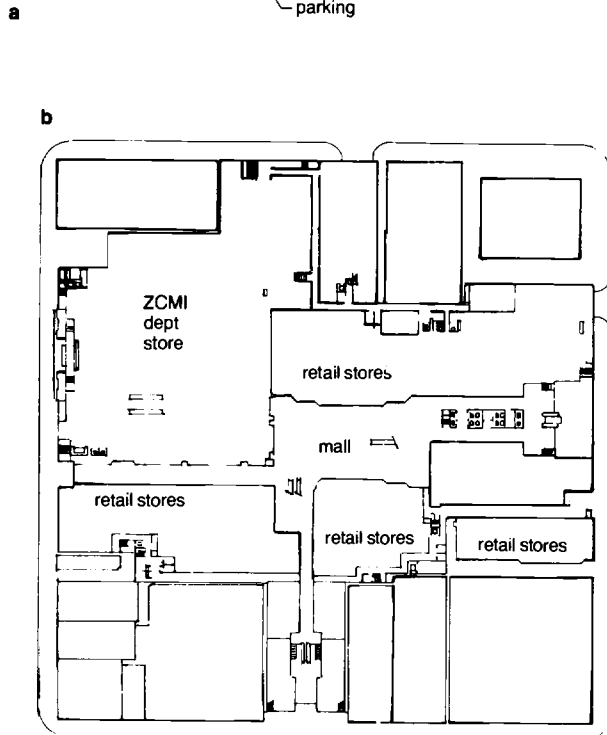 parking
a
b
ZCMI
dept
store
retail stores
mall
retail stores
retail stores
retail stores